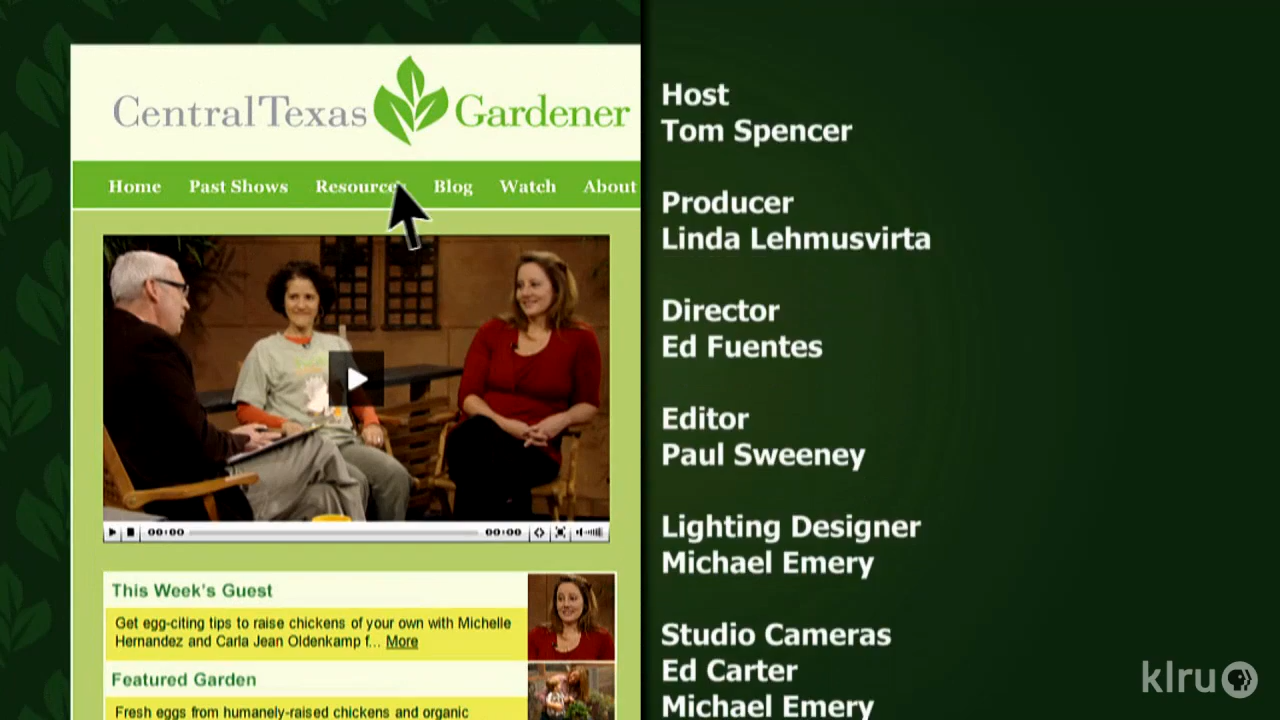 Central Texas Gardener
Home Past Shows Resources Blog Watch About
00:00 00:00
This Week's Guest
Get egg-citing tips to raise chickens of your own with Michelle
Hernandez and Carla Jean Oldenkamp f... More
Featured Garden
Fresh eggs from humanely-raised chickens and organic
Host
Tom Spencer
Producer
Linda Lehmusvirta
Director
Ed Fuentes
Editor
Paul Sweeney
Lighting Designer
Michael Emery
Studio Cameras
Ed Carter
Michael Emery
klru